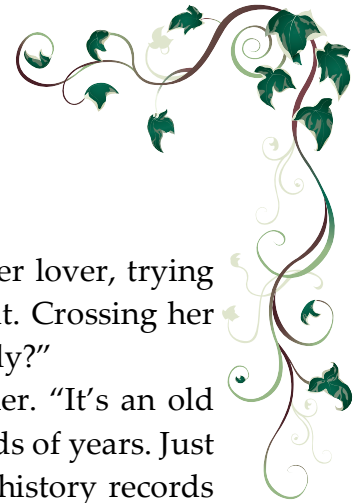 er lover, trying
t. Crossing her
ly?”
er. “It’s an old
ds of years. Just
history records